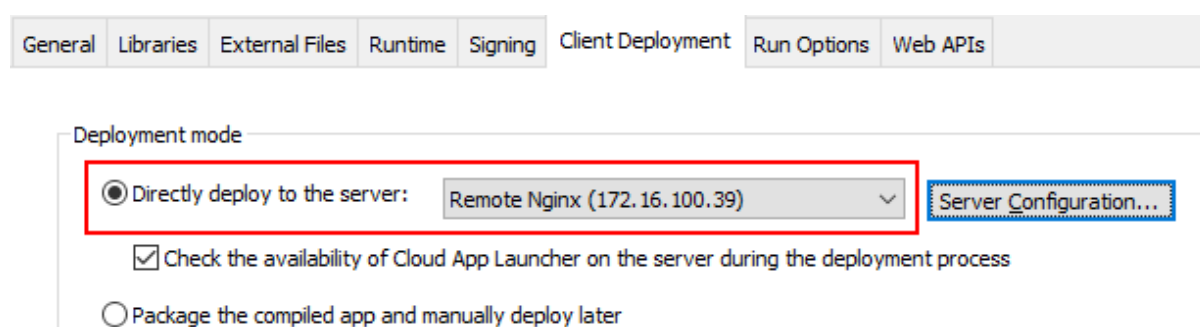 General Libraries External Files Runtime Signing Client Deployment Run Options Web APIs
Deployment mode
Directly deploy to the server: Remote Nginx (172.16.100.39) Server Configuration...
Check the availability of Cloud App Launcher on the server during the deployment process
Package the compiled app and manually deploy later